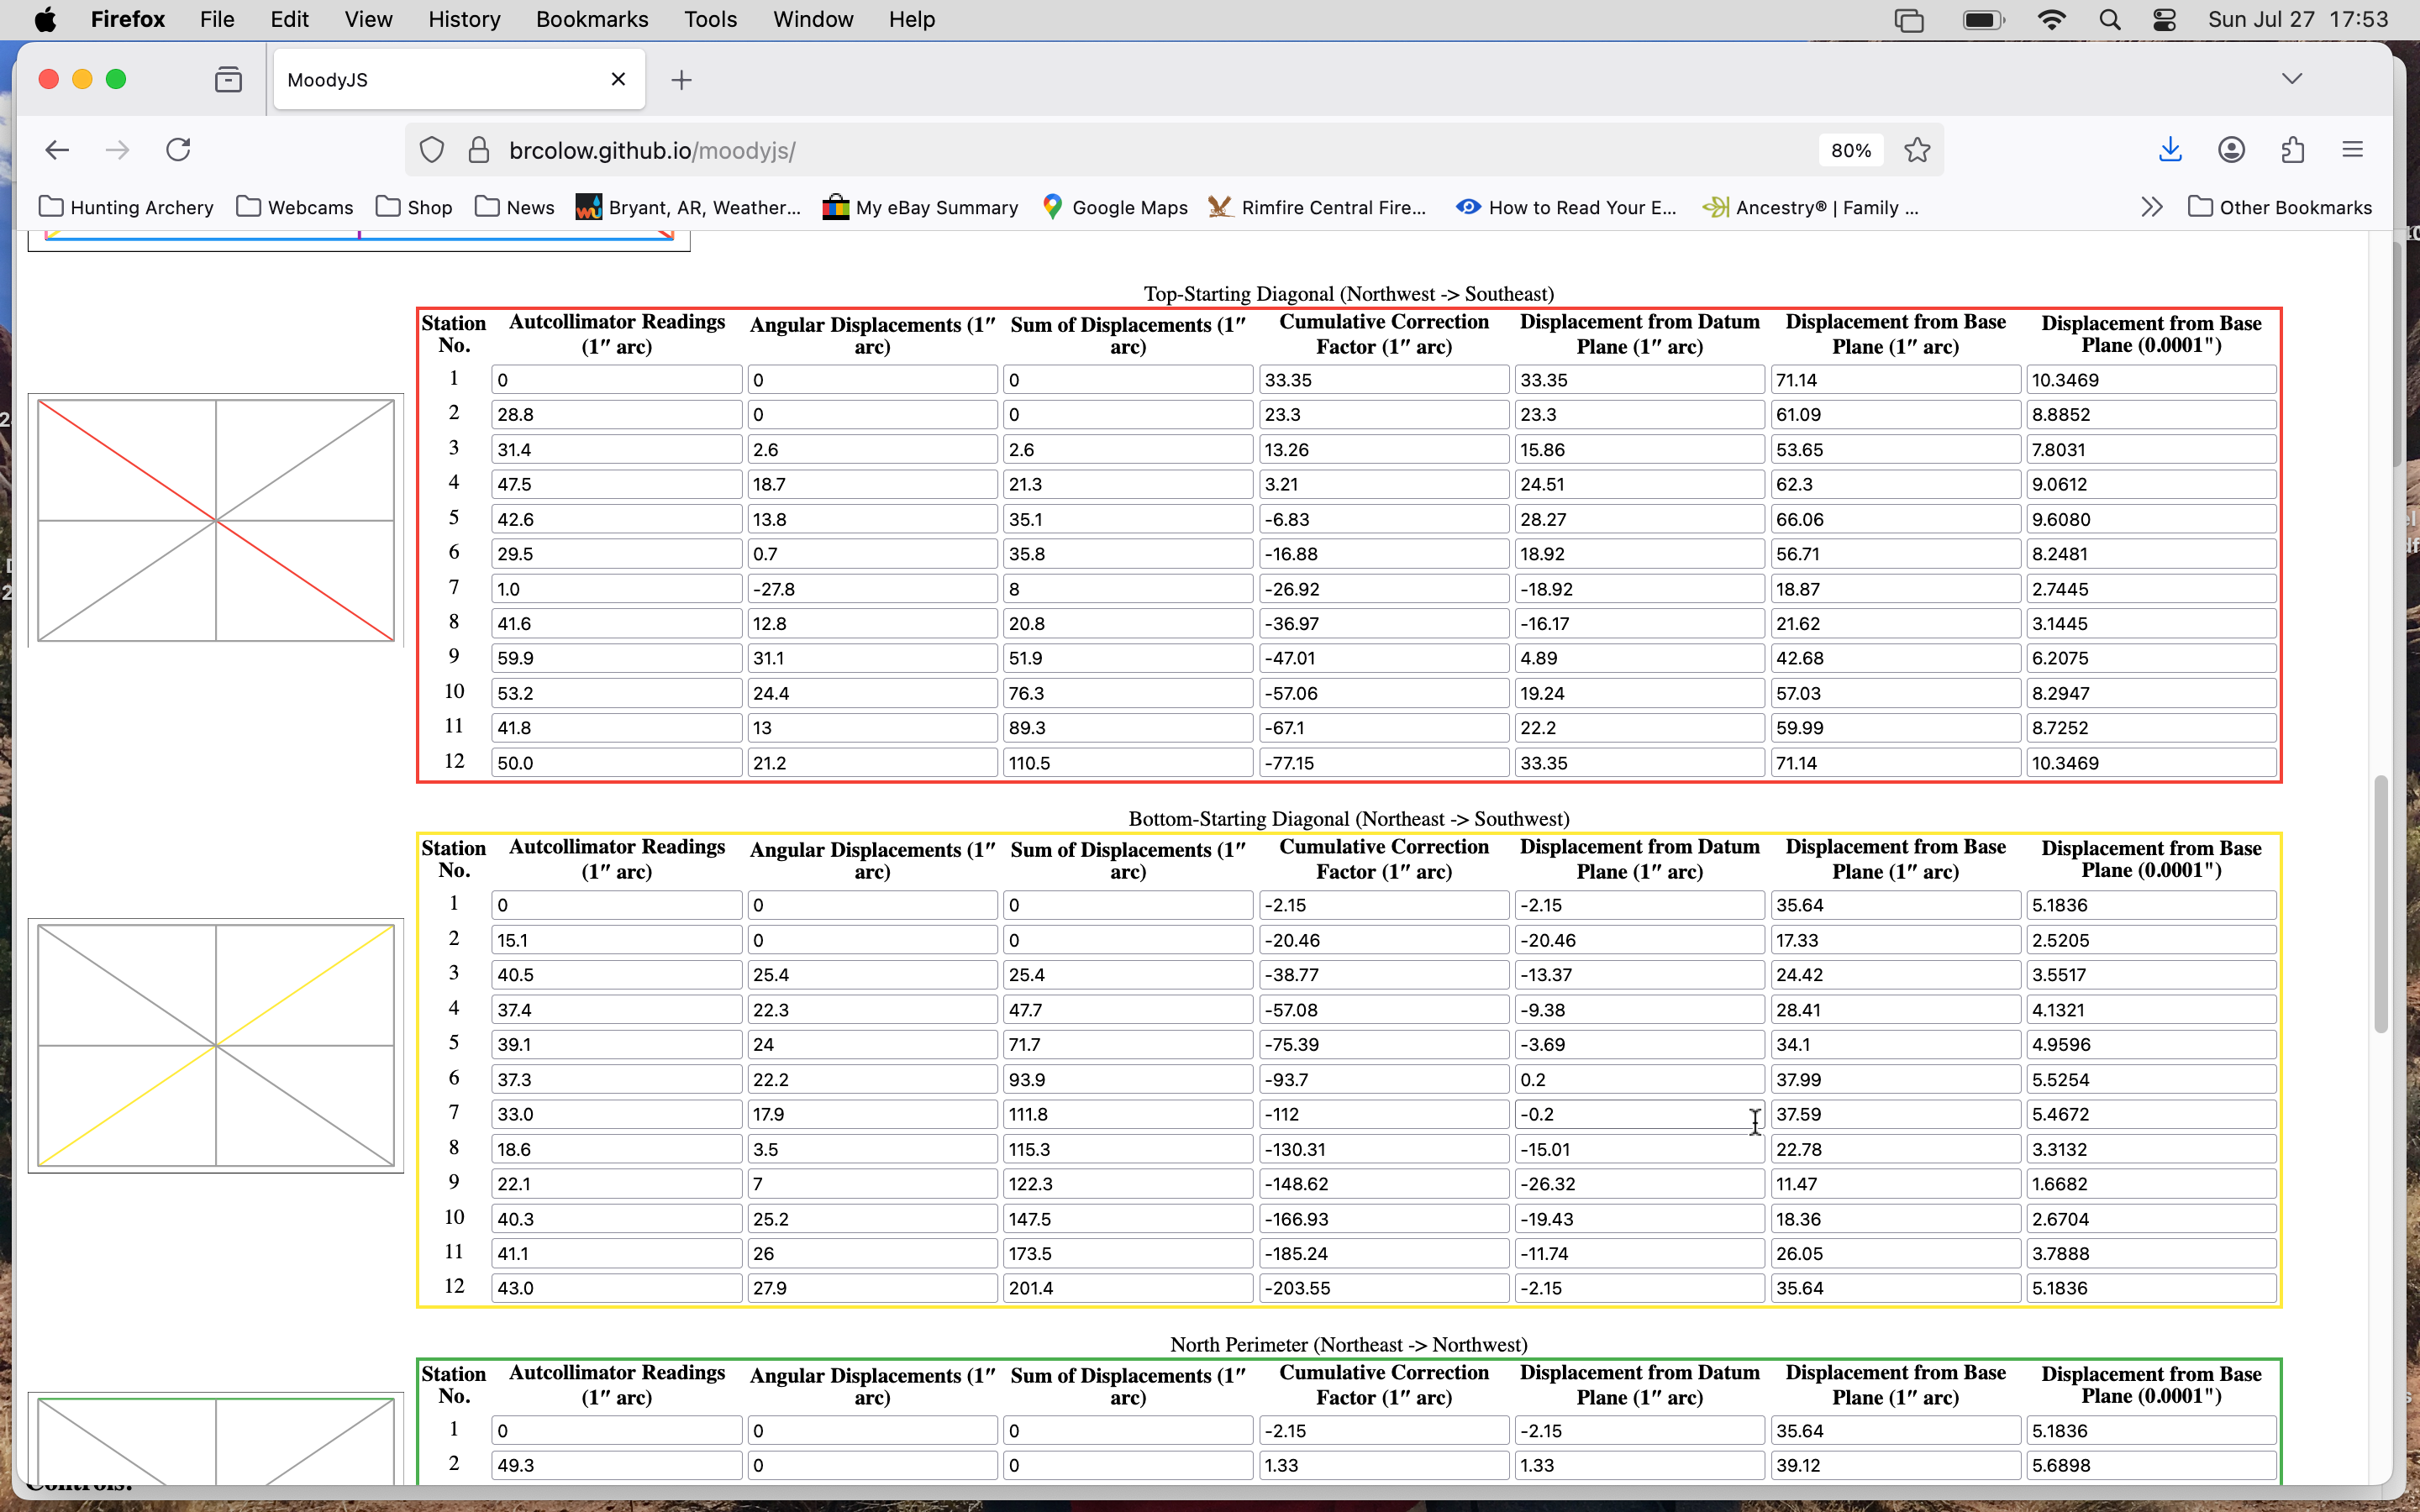 Firefox File Edit View History Bookmarks Tools Window Help Sun Jul 27 17:53
MoodyJS
brcolow.github.io/moodyjs/ 80%
Hunting Archery Webcams Shop News Bryant, AR, Weather... My eBay Summary Google Maps Rimfire Central Fire... How to Read Your E... Ancestry® | Family ... Other Bookmarks
Top-Starting Diagonal (Northwest -> Southeast)
Station No. Autcollimator Readings (1″ arc) Angular Displacements (1″ arc) Sum of Displacements (1″ arc) Cumulative Correction Factor (1″ arc) Displacement from Datum Plane (1″ arc) Displacement from Base Plane (1″ arc) Displacement from Base Plane (0.0001")
1 0 0 0 33.35 33.35 71.14 10.3469
2 28.8 0 0 23.3 23.3 61.09 8.8852
3 31.4 2.6 2.6 13.26 15.86 53.65 7.8031
4 47.5 18.7 21.3 3.21 24.51 62.3 9.0612
5 42.6 13.8 35.1 -6.83 28.27 66.06 9.6080
6 29.5 0.7 35.8 -16.88 18.92 56.71 8.2481
7 1.0 -27.8 8 -26.92 -18.92 18.87 2.7445
8 41.6 12.8 20.8 -36.97 -16.17 21.62 3.1445
9 59.9 31.1 51.9 -47.01 4.89 42.68 6.2075
10 53.2 24.4 76.3 -57.06 19.24 57.03 8.2947
11 41.8 13 89.3 -67.1 22.2 59.99 8.7252
12 50.0 21.2 110.5 -77.15 33.35 71.14 10.3469
Bottom-Starting Diagonal (Northeast -> Southwest)
Station No. Autcollimator Readings (1″ arc) Angular Displacements (1″ arc) Sum of Displacements (1″ arc) Cumulative Correction Factor (1″ arc) Displacement from Datum Plane (1″ arc) Displacement from Base Plane (1″ arc) Displacement from Base Plane (0.0001")
1 0 0 0 -2.15 -2.15 35.64 5.1836
2 15.1 0 0 -20.46 -20.46 17.33 2.5205
3 40.5 25.4 25.4 -38.77 -13.37 24.42 3.5517
4 37.4 22.3 47.7 -57.08 -9.38 28.41 4.1321
5 39.1 24 71.7 -75.39 -3.69 34.1 4.9596
6 37.3 22.2 93.9 -93.7 0.2 37.99 5.5254
7 33.0 17.9 111.8 -112 -0.2 37.59 5.4672
8 18.6 3.5 115.3 -130.31 -15.01 22.78 3.3132
9 22.1 7 122.3 -148.62 -26.32 11.47 1.6682
10 40.3 25.2 147.5 -166.93 -19.43 18.36 2.6704
11 41.1 26 173.5 -185.24 -11.74 26.05 3.7888
12 43.0 27.9 201.4 -203.55 -2.15 35.64 5.1836
North Perimeter (Northeast -> Northwest)
Station No. Autcollimator Readings (1″ arc) Angular Displacements (1″ arc) Sum of Displacements (1″ arc) Cumulative Correction Factor (1″ arc) Displacement from Datum Plane (1″ arc) Displacement from Base Plane (1″ arc) Displacement from Base Plane (0.0001")
1 0 0 0 -2.15 -2.15 35.64 5.1836
2 49.3 0 0 1.33 1.33 39.12 5.6898